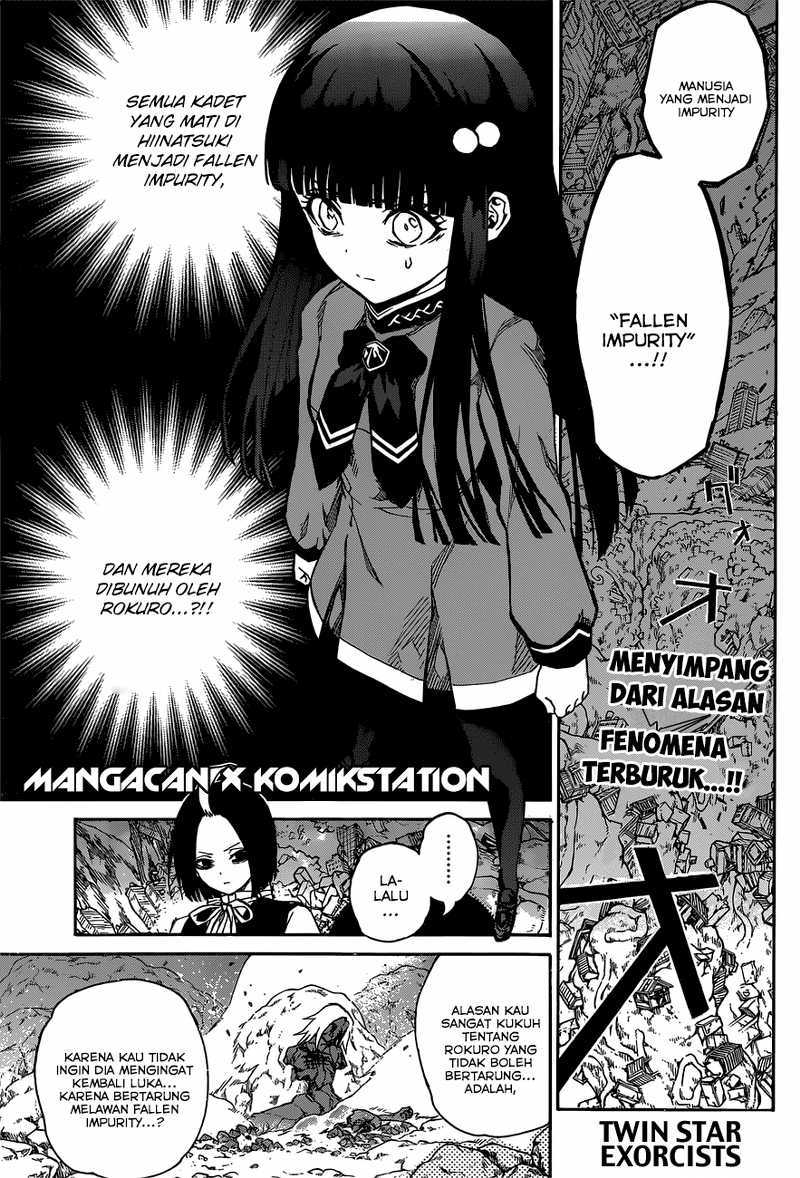 MANUSIA
YANG MENJADI
IMPURITY
"FALLEN
IMPURITY"
...!!
SEMUA KADET
YANG MATI DI
HIINATSUKI
MENJADI FALLEN
IMPURITY,
DAN MEREKA
DIBUNUH OLEH
ROKURO...?!!
MENYIMPANG
DARI ALASAN
FENOMENA
TERBURUK...!!
MANGACAN X KOMIKSTATION
.........
LA-
LALU
...
ALASAN KAU
SANGAT KUKUH
TENTANG
ROKURO YANG
TIDAK BOLEH
BERTARUNG...
ADALAH,
KARENA KAU TIDAK
INGIN DIA MENGINGAT
KEMBALI LUKA...
KARENA BERTARUNG
MELAWAN FALLEN
IMPURITY...?
TWIN STAR
EXORCISTS